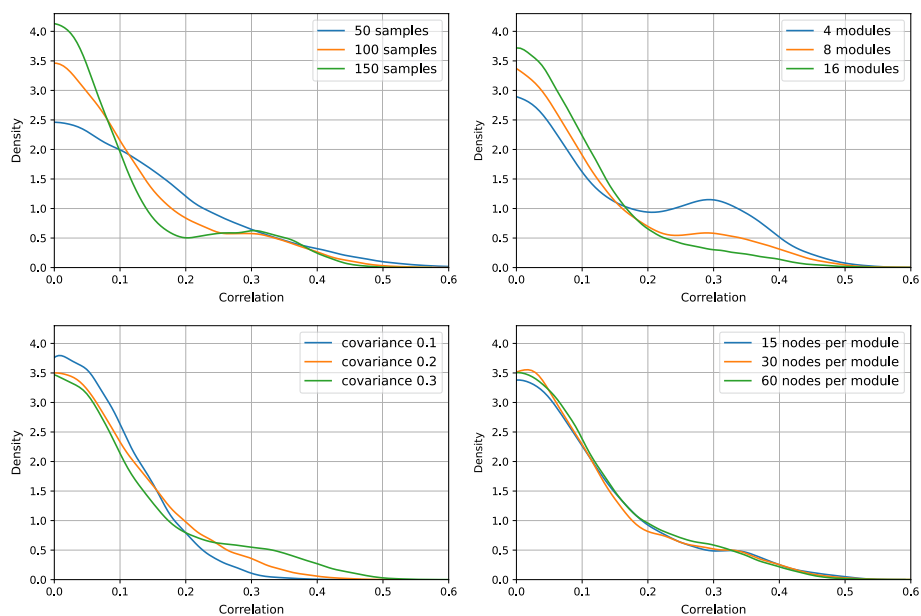 50 samples
100 samples
150 samples
Density
4.0
3.5
3.0
2.5
2.0
1.5
1.0
0.5
0.0
0.0 0.1 0.2 0.3 0.4 0.5 0.6
Correlation
4 modules
8 modules
16 modules
Density
4.0
3.5
3.0
2.5
2.0
1.5
1.0
0.5
0.0
0.0 0.1 0.2 0.3 0.4 0.5 0.6
Correlation
covariance 0.1
covariance 0.2
covariance 0.3
Density
4.0
3.5
3.0
2.5
2.0
1.5
1.0
0.5
0.0
0.0 0.1 0.2 0.3 0.4 0.5 0.6
Correlation
15 nodes per module
30 nodes per module
60 nodes per module
Density
4.0
3.5
3.0
2.5
2.0
1.5
1.0
0.5
0.0
0.0 0.1 0.2 0.3 0.4 0.5 0.6
Correlation